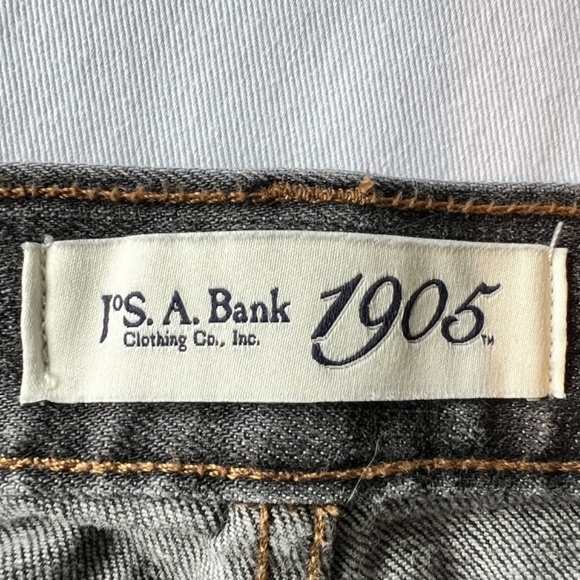 JoS. A. Bank 1905™
Clothing Co., Inc.